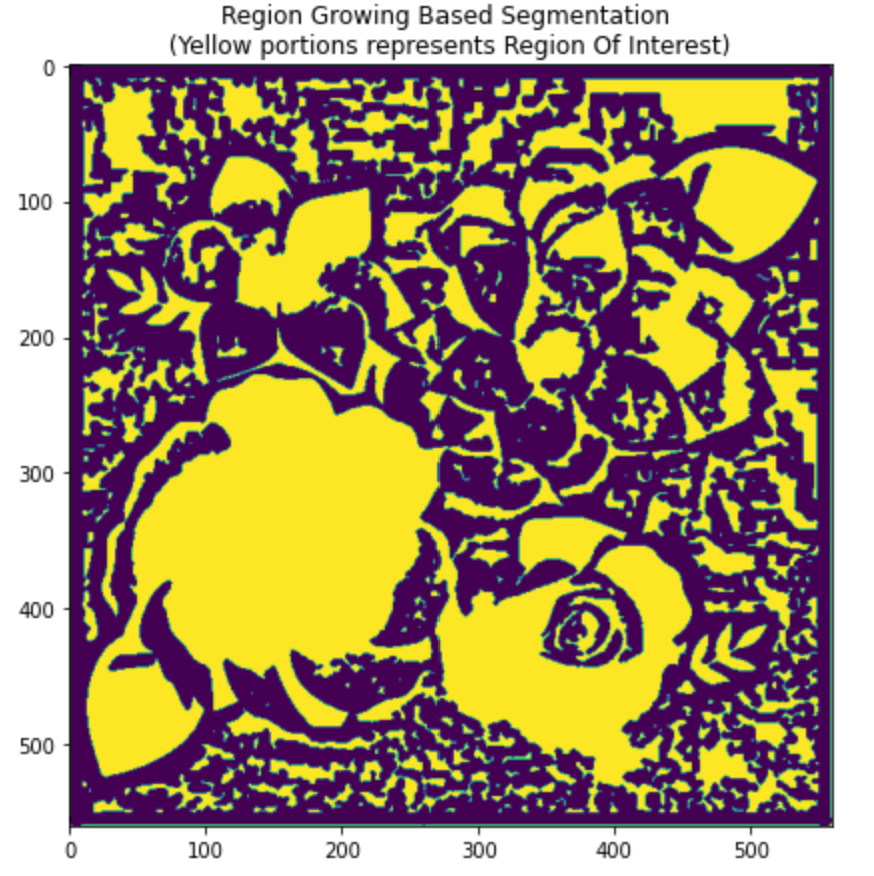 Region Growing Based Segmentation
(Yellow portions represents Region Of Interest)
0
100
200
300
400
500
0 100 200 300 400 500